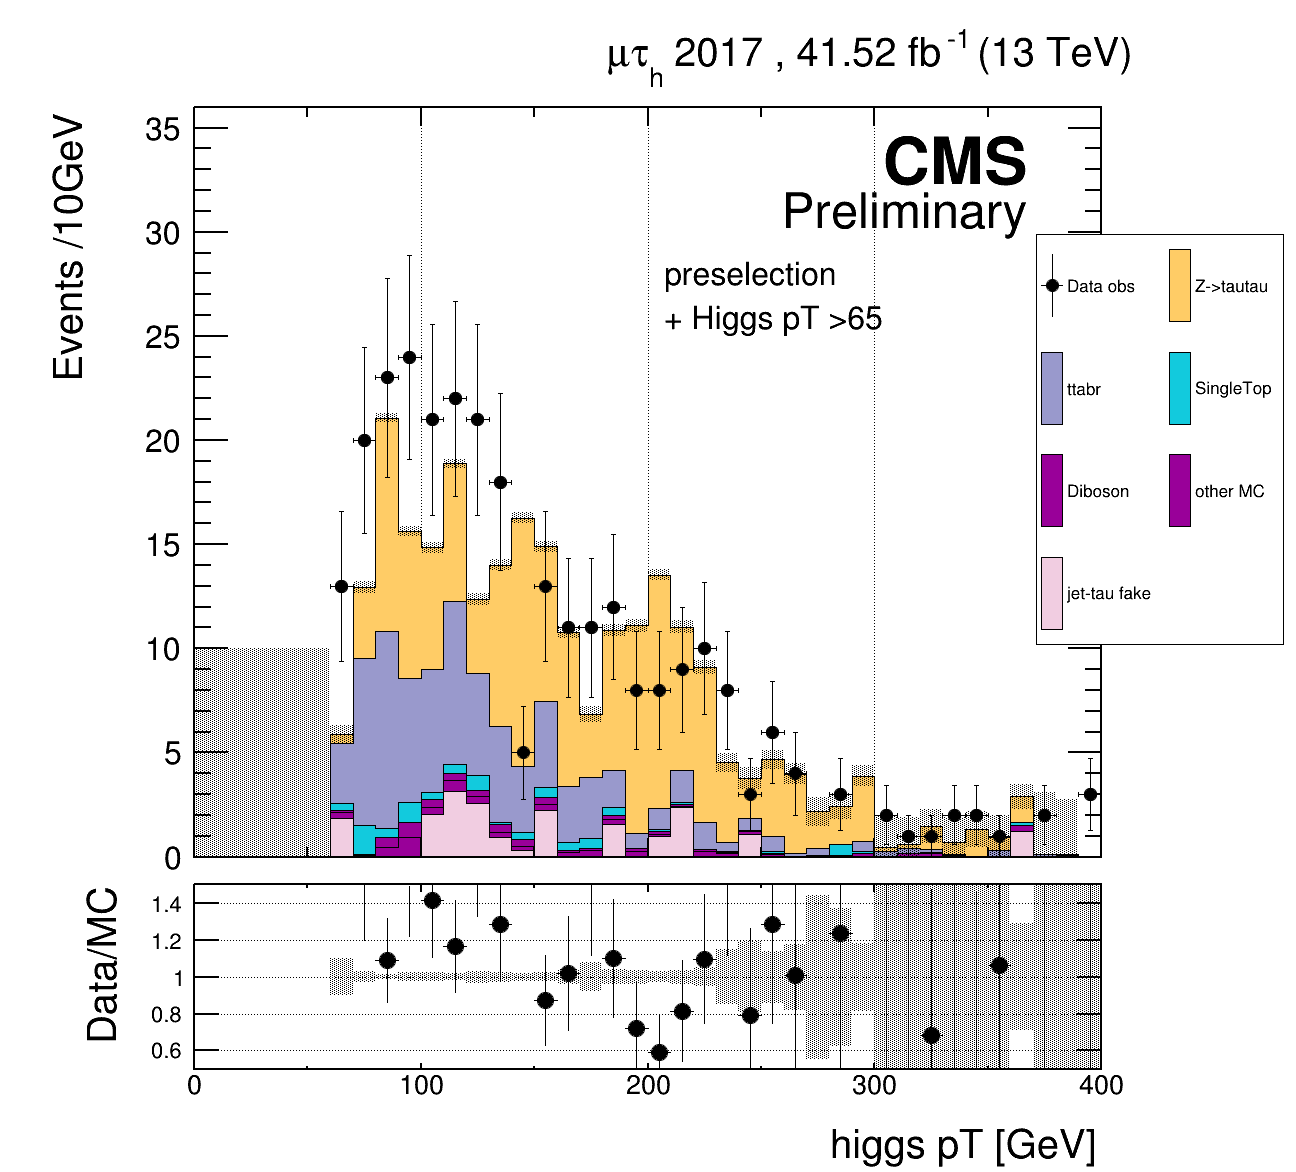 μτh 2017 , 41.52 fb-1 (13 TeV)
Events /10GeV
35
30
25
20
15
10
5
0
CMS
Preliminary
preselection
+ Higgs pT >65
Data obs
Z->tautau
ttabr
SingleTop
Diboson
other MC
jet-tau fake
Data/MC
1.4
1.2
1
0.8
0.6
0 100 200 300 400
higgs pT [GeV]